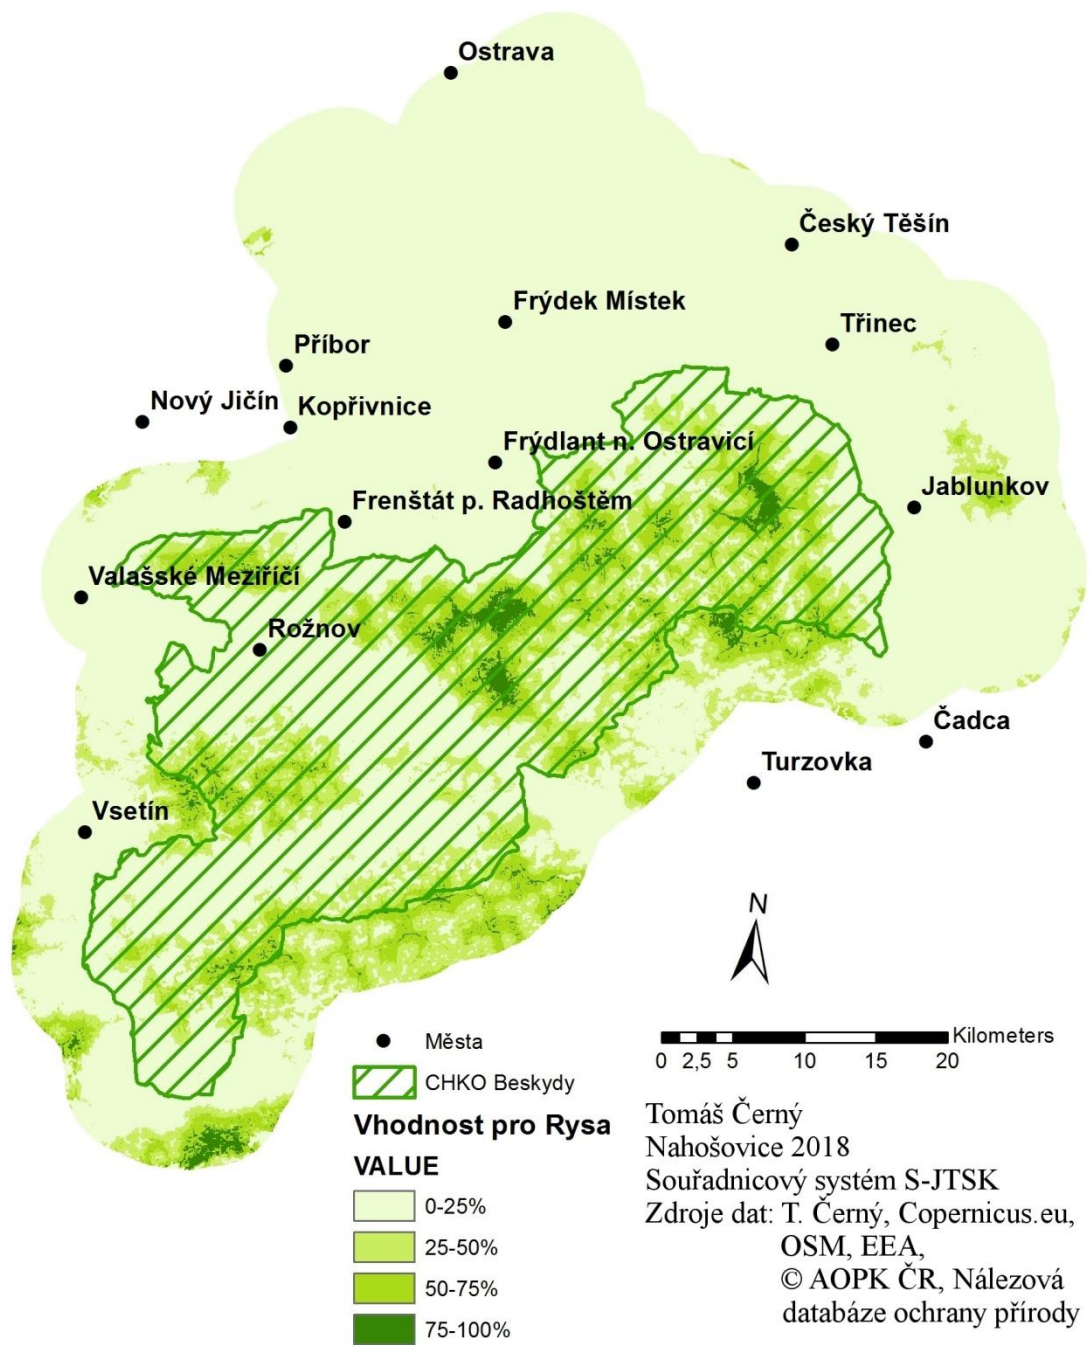 Ostrava
Český Těšín
Frýdek Místek
Třinec
Příbor
Nový Jičín
Kopřivnice
Frýdlant n. Ostravicí
Jablunkov
Frenštát p. Radhoštěm
Valašské Meziříčí
Rožnov
Čadca
Turzovka
Vsetín
N
Města
CHKO Beskydy
Vhodnost pro Rysa
VALUE
0-25%
25-50%
50-75%
75-100%
Kilometers
0 2,5 5 10 15 20
Tomáš Černý
Nahošovice 2018
Souřadnicový systém S-JTSK
Zdroje dat: T. Černý, Copernicus.eu,
OSM, EEA,
© AOPK ČR, Nálezová
databáze ochrany přírody